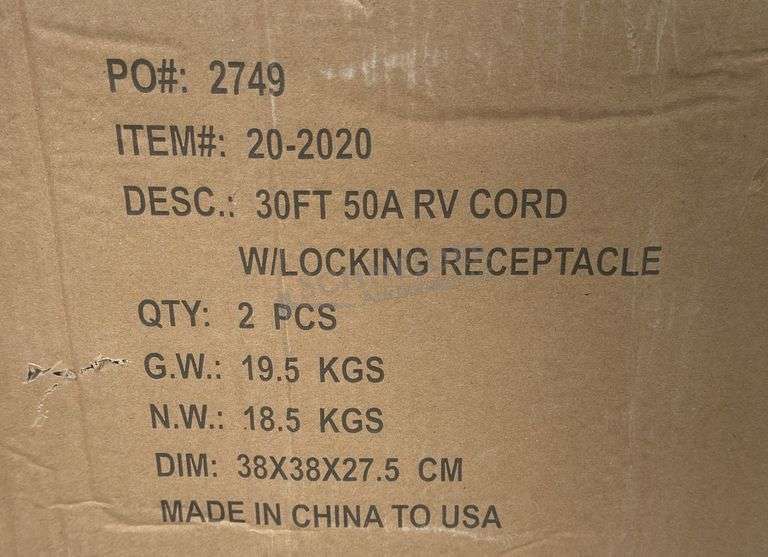 PO#: 2749
ITEM#: 20-2020
DESC.: 30FT 50A RV CORD
W/LOCKING RECEPTACLE
QTY: 2 PCS
G.W.: 19.5 KGS
N.W.: 18.5 KGS
DIM: 38X38X27.5 CM
MADE IN CHINA TO USA